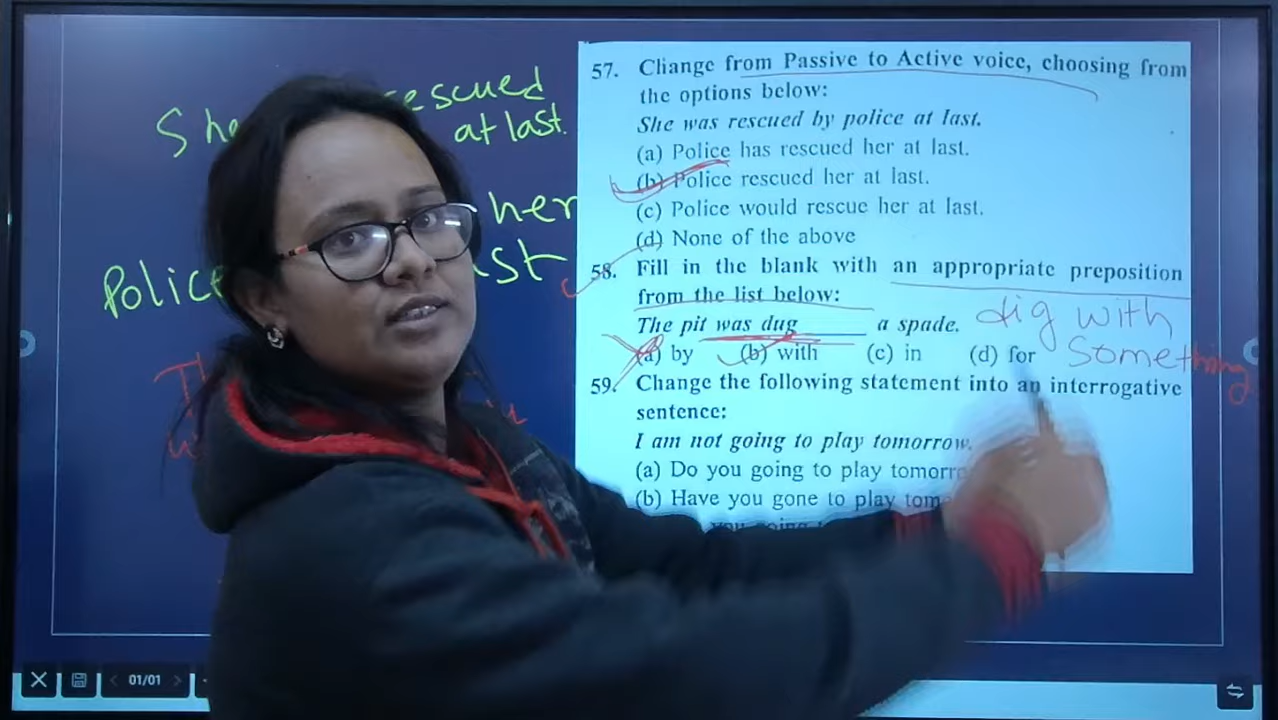 She rescued
at last.
her
Police
57. Change from Passive to Active voice, choosing from
the options below:
She was rescued by police at last.
(a) Police has rescued her at last.
(b) Police rescued her at last.
(c) Police would rescue her at last.
(d) None of the above
58. Fill in the blank with an appropriate preposition
from the list below:
The pit was dug ______ a spade.
(a) by (b) with (c) in (d) for
dig with
something
59. Change the following statement into an interrogative
sentence:
I am not going to play tomorrow.
(a) Do you going to play
(b) Have you gone to play
you going
01/01